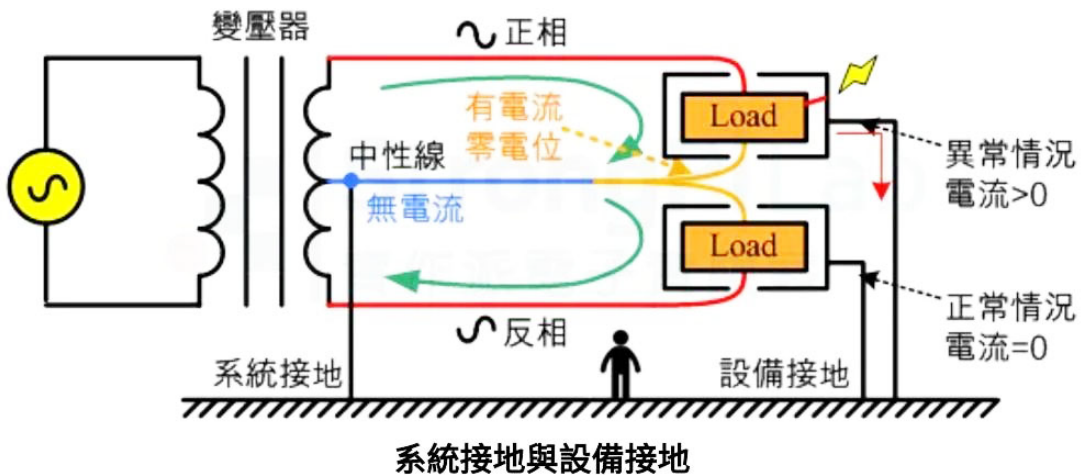 變壓器
正相
有電流
零電位
Load
中性線
無電流
異常情況
電流>0
Load
反相
正常情況
電流=0
系統接地
設備接地
系統接地與設備接地